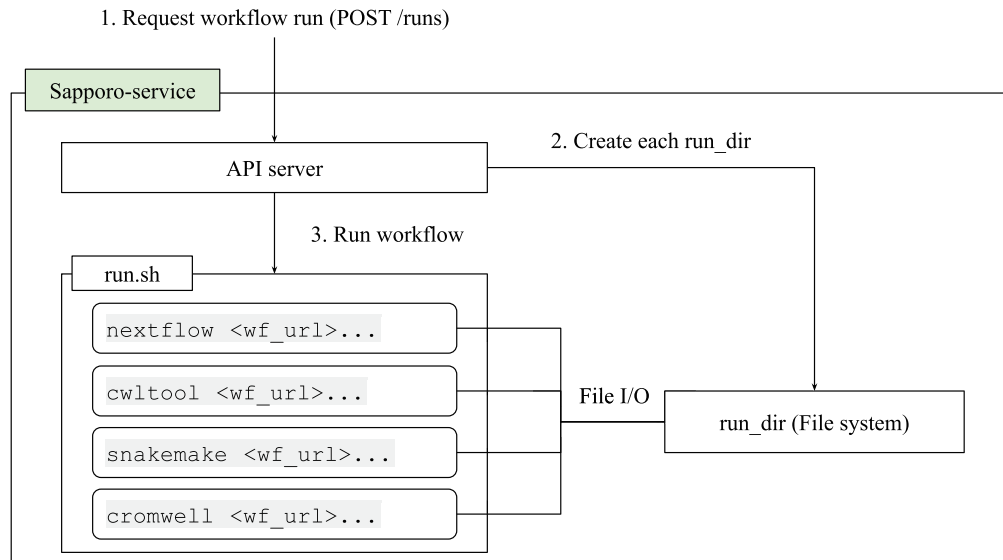 1. Request workflow run (POST /runs)
Sapporo-service
2. Create each run_dir
API server
3. Run workflow
run.sh
nextflow <wf_url>...
cwltool <wf_url>...
File I/O
run_dir (File system)
snakemake <wf_url>...
cromwell <wf_url>...